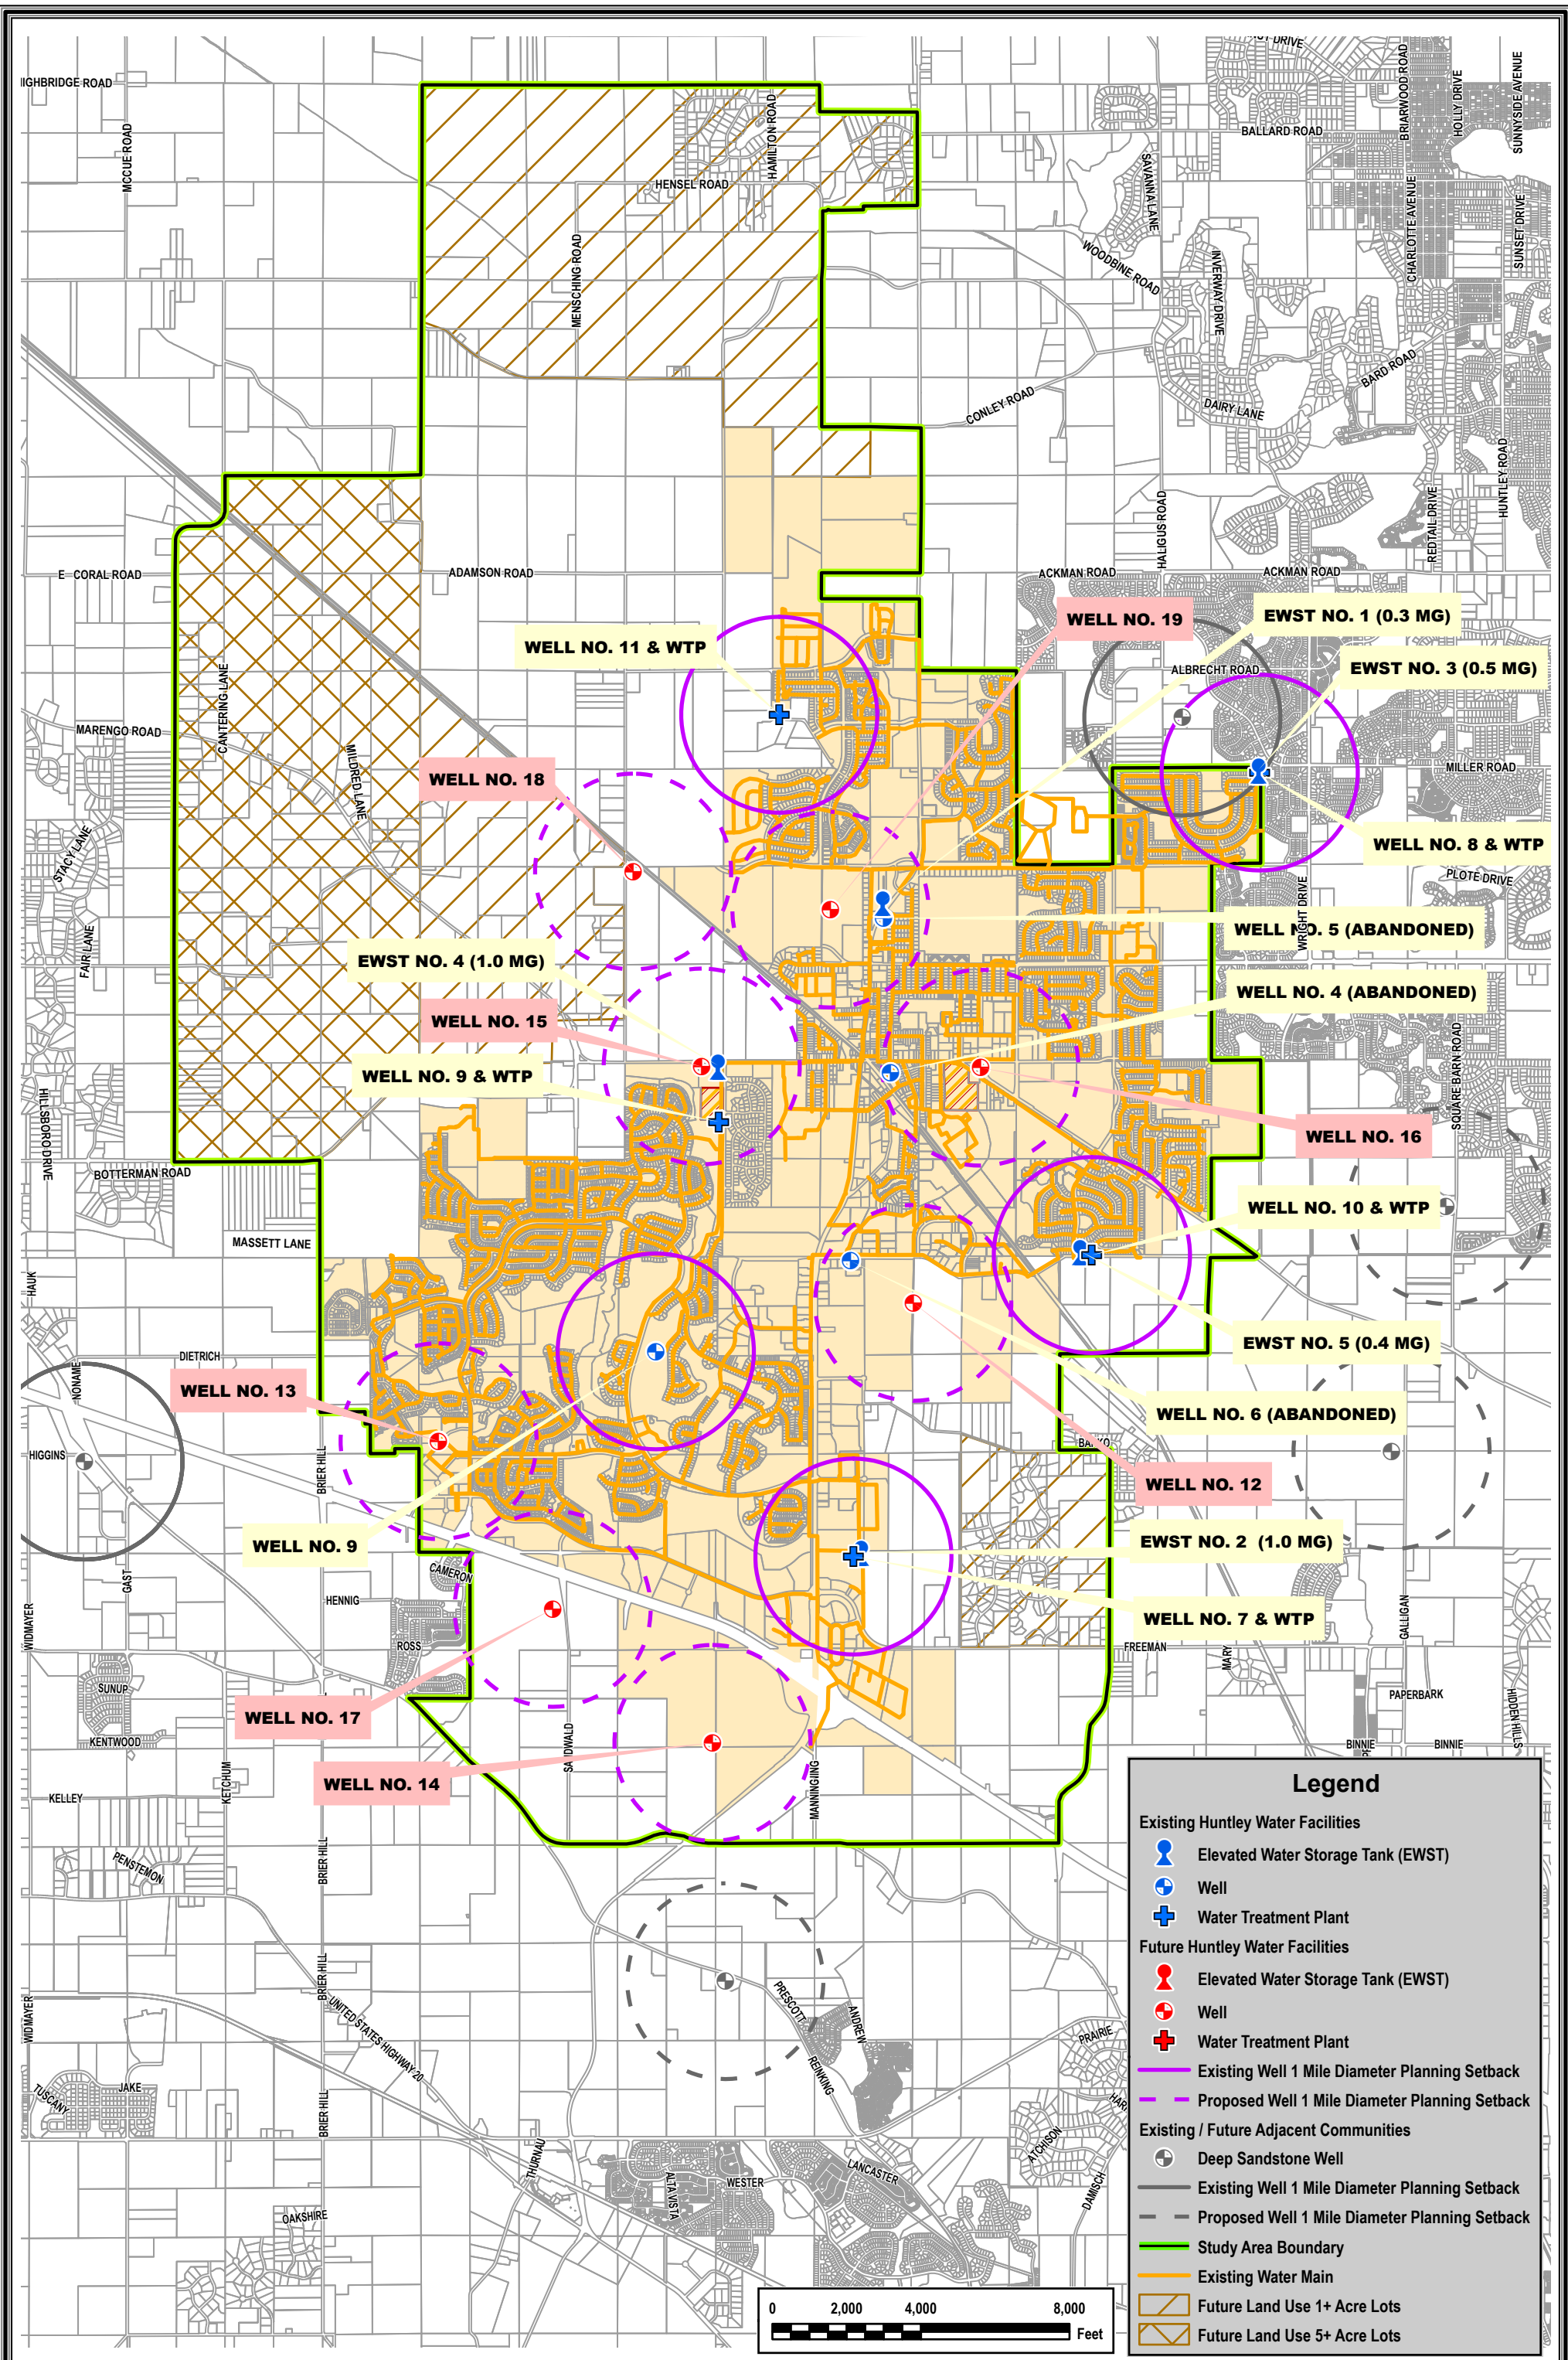 BALLARD ROAD
BRIARWOOD ROAD
HOLLY DRIVE
SUNNYSIDE AVENUE
MCCUE ROAD
HAMILTON ROAD
HENSEL ROAD
SAVANNA LANE
CHARLOTTE AVENUE
SUNSET DRIVE
MENSCHING ROAD
WOODBINE ROAD
INVERWAY DRIVE
BARD ROAD
CONLEY ROAD
DAIRY LANE
HUNTLEY ROAD
HALIGUS ROAD
REDTAIL DRIVE
E CORAL ROAD
ADAMSON ROAD
ACKMAN ROAD
ACKMAN ROAD
WELL NO. 19
EWST NO. 1 (0.3 MG)
WELL NO. 11 & WTP
ALBRECHT ROAD
EWST NO. 3 (0.5 MG)
CANTERING LANE
MARENGO ROAD
MILDRED LANE
WELL NO. 18
MILLER ROAD
WELL NO. 8 & WTP
STACY LANE
PLOTE DRIVE
WRIGHT DRIVE
WELL NO. 5 (ABANDONED)
FAIR LANE
EWST NO. 4 (1.0 MG)
WELL NO. 4 (ABANDONED)
WELL NO. 15
SQUARE BARN ROAD
WELL NO. 9 & WTP
HILLSBORO DRIVE
WELL NO. 16
BOTTERMAN ROAD
WELL NO. 10 & WTP
MASSETT LANE
HAUK
EWST NO. 5 (0.4 MG)
DIETRICH
NONAME
WELL NO. 13
WELL NO. 6 (ABANDONED)
HIGGINS
BRIER HILL
WELL NO. 12
WELL NO. 9
EWST NO. 2 (1.0 MG)
CAMERON
GAST
HENNIG
WELL NO. 7 & WTP
GALLIGAN
WIDMAYER
ROSS
FREEMAN
MARY
SUNUP
PAPERBARK
HIDDEN HILLS
WELL NO. 17
KENTWOOD
BINNIE
BINNIE
WELL NO. 14
KETCHUM
KELLEY
MANNING
BRIER HILL
PENSTEMON
BRIER HILL
WIDMAYER
UNITED STATES HIGHWAY 20
PRESCOTT
ANDREW
REINKING
PRAIRIE
TUSCANY
JAKE
BRIER HILL
ATCHISON
THURNAU
ALTA VISTA
WESTER
LANCASTER
DAMISCH
OAKSHIRE
0 2,000 4,000 8,000
Feet
Legend
Existing Huntley Water Facilities
Elevated Water Storage Tank (EWST)
Well
Water Treatment Plant
Future Huntley Water Facilities
Elevated Water Storage Tank (EWST)
Well
Water Treatment Plant
Existing Well 1 Mile Diameter Planning Setback
Proposed Well 1 Mile Diameter Planning Setback
Existing / Future Adjacent Communities
Deep Sandstone Well
Existing Well 1 Mile Diameter Planning Setback
Proposed Well 1 Mile Diameter Planning Setback
Study Area Boundary
Existing Water Main
Future Land Use 1+ Acre Lots
Future Land Use 5+ Acre Lots